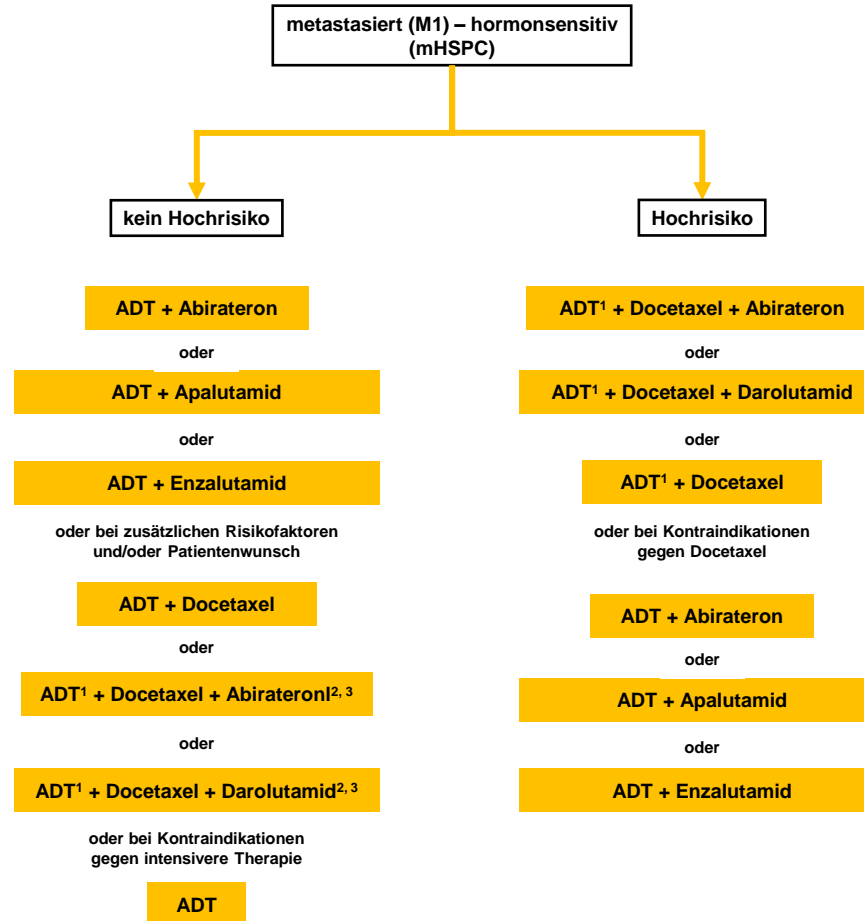 metastasiert (M1) – hormonsensitiv
(mHSPC)
kein Hochrisiko
ADT + Abirateron
oder
ADT + Apalutamid
oder
ADT + Enzalutamid
oder bei zusätzlichen Risikofaktoren
und/oder Patientenwunsch
ADT + Docetaxel
oder
ADT¹ + Docetaxel + Abirateronl²,³
oder
ADT¹ + Docetaxel + Darolutamid²,³
oder bei Kontraindikationen
gegen intensivere Therapie
ADT
Hochrisiko
ADT¹ + Docetaxel + Abirateron
oder
ADT¹ + Docetaxel + Darolutamid
oder
ADT¹ + Docetaxel
oder bei Kontraindikationen
gegen Docetaxel
ADT + Abirateron
oder
ADT + Apalutamid
oder
ADT + Enzalutamid